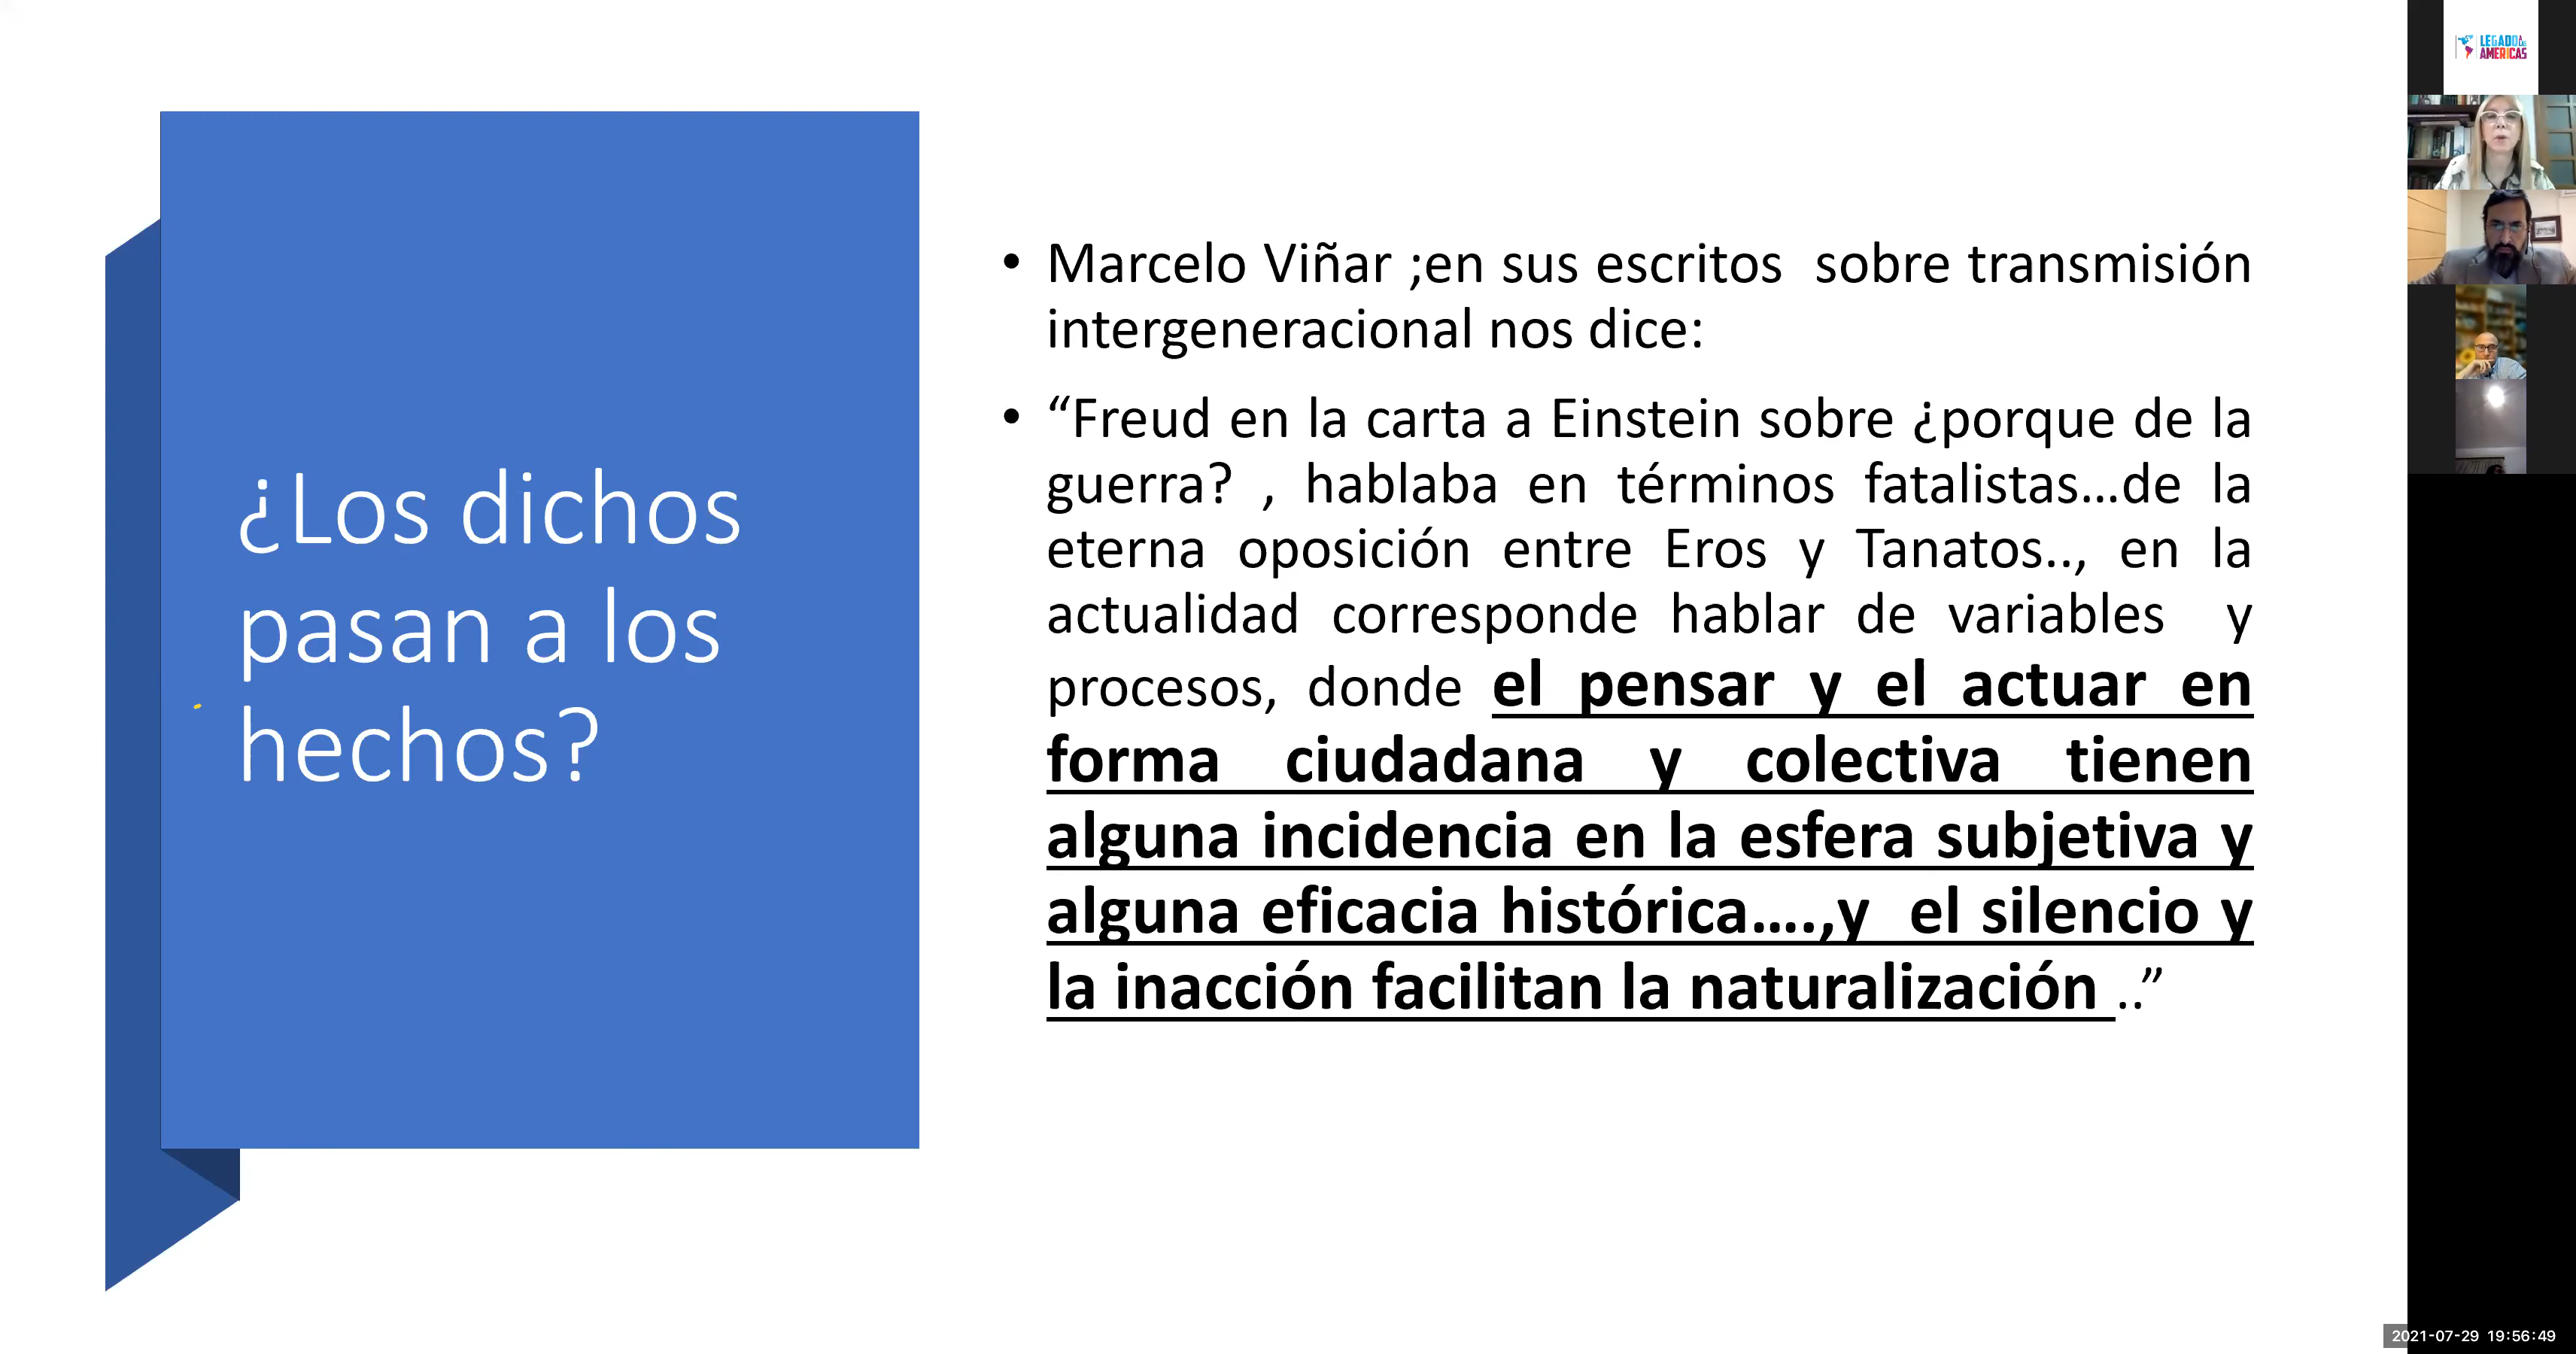 ¿Los dichos
pasan a los
hechos?
• Marcelo Viñar ;en sus escritos  sobre transmisión
intergeneracional nos dice:
• “Freud en la carta a Einstein sobre ¿porque de la
guerra? , hablaba en términos fatalistas…de la
eterna oposición entre Eros y Tanatos.., en la
actualidad corresponde hablar de variables  y
procesos, donde el pensar y el actuar en
forma ciudadana y colectiva tienen
alguna incidencia en la esfera subjetiva y
alguna eficacia histórica….,y  el silencio y
la inacción facilitan la naturalización ..”
LEGADO A LAS
AMERICAS
2021-07-29 19:56:49